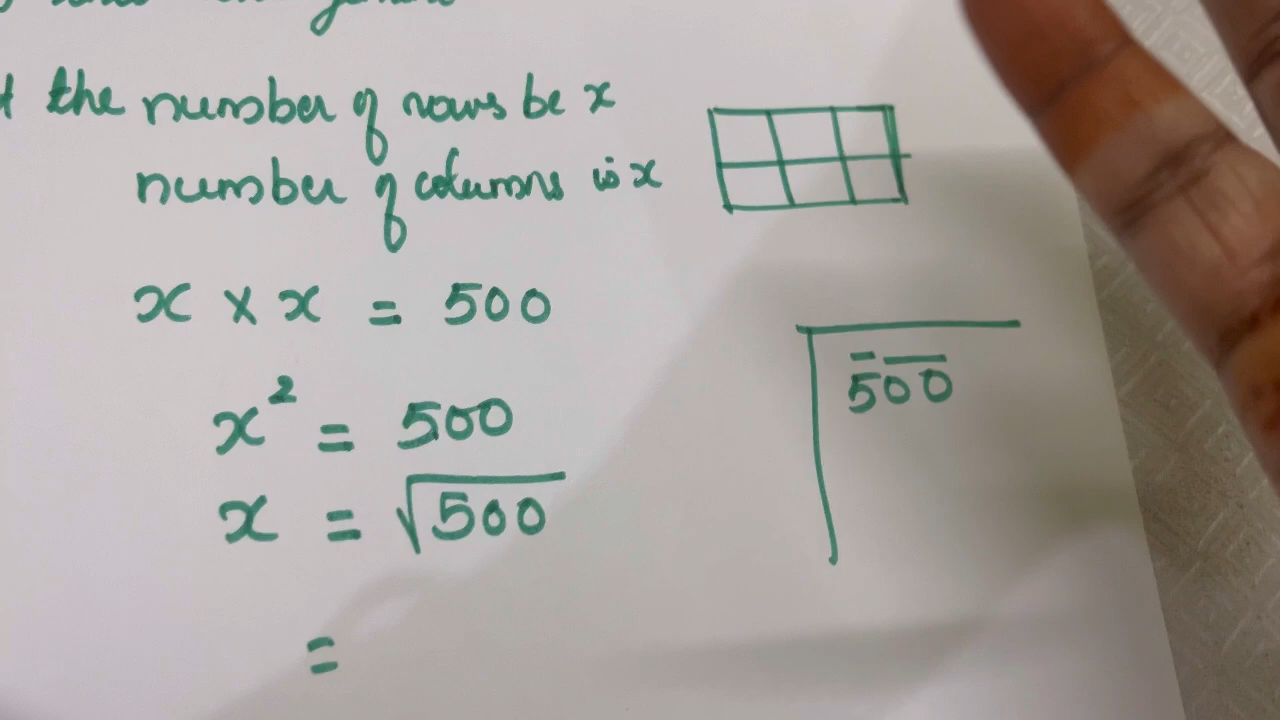 the number of rows be x
number of columns is x
x × x = 500
x² = 500
x = √500
=
500